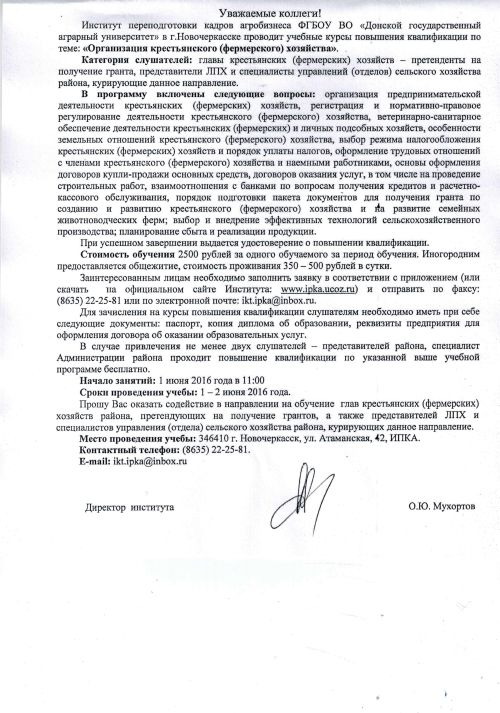 Уважаемые коллеги!
Институт переподготовки кадров агробизнеса ФГБОУ ВО «Донской государственный
аграрный университет» в г.Новочеркасске проводит учебные курсы повышения квалификации по
теме: «Организация крестьянского (фермерского) хозяйства».
Категория слушателей: главы крестьянских (фермерских) хозяйств – претенденты на
получение гранта, представители ЛПХ и специалисты управлений (отделов) сельского хозяйства
района, курирующие данное направление.
В программу включены следующие вопросы: организация предпринимательской
деятельности крестьянских (фермерских) хозяйств, регистрация и нормативно-правовое
регулирование деятельности крестьянского (фермерского) хозяйства, ветеринарно-санитарное
обеспечение деятельности крестьянских (фермерских) и личных подсобных хозяйств, особенности
земельных отношений крестьянского (фермерского) хозяйства, выбор режима налогообложения
крестьянских (фермерских) хозяйств и порядок уплаты налогов, оформление трудовых отношений
с членами крестьянского (фермерского) хозяйства и наемными работниками, основы оформления
договоров купли-продажи основных средств, договоров оказания услуг, в том числе на проведение
строительных работ, взаимоотношения с банками по вопросам получения кредитов и расчетно-
кассового обслуживания, порядок подготовки пакета документов для получения гранта по
созданию и развитию крестьянского (фермерского) хозяйства и на развитие семейных
животноводческих ферм; выбор и внедрение эффективных технологий сельскохозяйственного
производства; планирование сбыта и реализации продукции.
При успешном завершении выдается удостоверение о повышении квалификации.
Стоимость обучения 2500 рублей за одного обучаемого за период обучения. Иногородним
предоставляется общежитие, стоимость проживания 350 – 500 рублей в сутки.
Заинтересованным лицам необходимо заполнить заявку в соответствии с приложением (или
скачать на официальном сайте Института: www.ipka.ucoz.ru) и отправить по факсу:
(8635) 22-25-81 или по электронной почте: ikt.ipka@inbox.ru.
Для зачисления на курсы повышения квалификации слушателям необходимо иметь при себе
следующие документы: паспорт, копия диплома об образовании, реквизиты предприятия для
оформления договора об оказании образовательных услуг.
В случае привлечения не менее двух слушателей – представителей района, специалист
Администрации района проходит повышение квалификации по указанной выше учебной
программе бесплатно.
Начало занятий: 1 июня 2016 года в 11:00
Сроки проведения учебы: 1 – 2 июня 2016 года.
Прошу Вас оказать содействие в направлении на обучение глав крестьянских (фермерских)
хозяйств района, претендующих на получение грантов, а также представителей ЛПХ и
специалистов управления (отдела) сельского хозяйства района, курирующих данное направление.
Место проведения учебы: 346410 г. Новочеркасск, ул. Атаманская, 42, ИПКА.
Контактный телефон: (8635) 22-25-81.
E-mail: ikt.ipka@inbox.ru
Директор института О.Ю. Мухортов